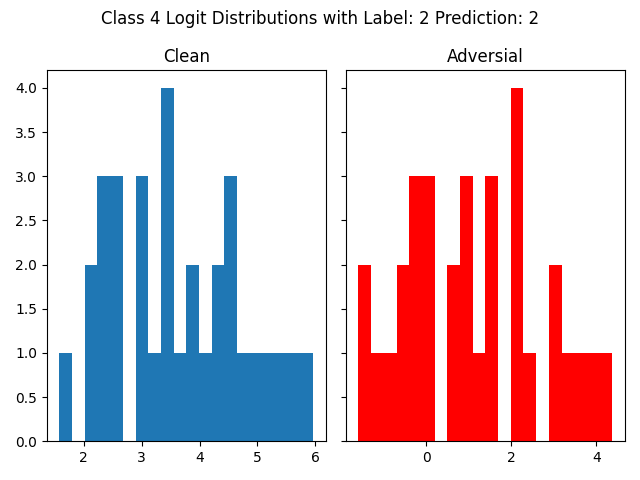 Class 4 Logit Distributions with Label: 2 Prediction: 2
Clean
Adversial
4.0
3.5
3.0
2.5
2.0
1.5
1.0
0.5
0.0
2 3 4 5 6
0 2 4